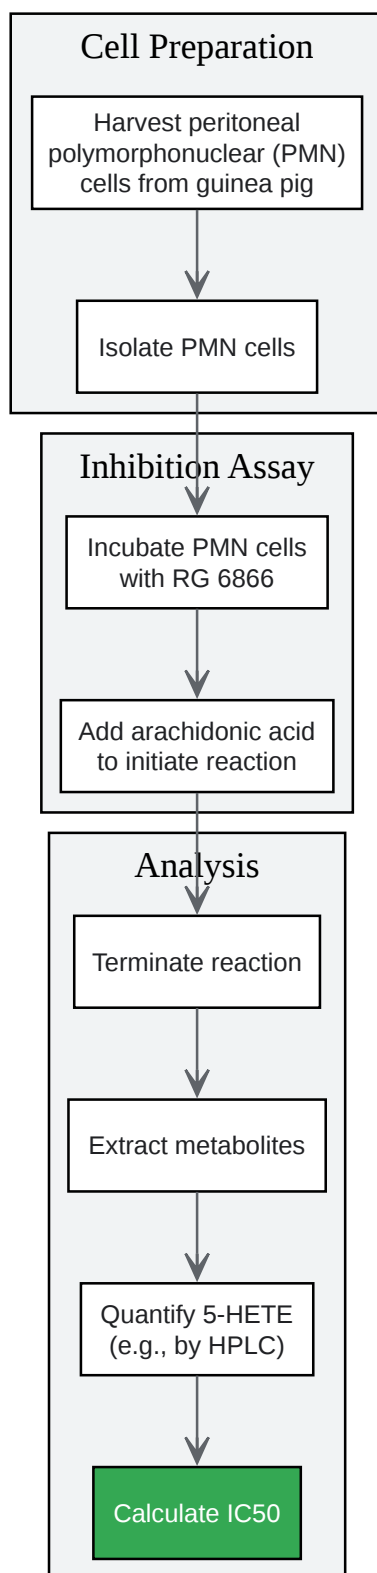 Cell Preparation
Harvest peritoneal
polymorphonuclear (PMN)
cells from guinea pig
Isolate PMN cells
Inhibition Assay
Incubate PMN cells
with RG 6866
Add arachidonic acid
to initiate reaction
Analysis
Terminate reaction
Extract metabolites
Quantify 5-HETE
(e.g., by HPLC)
Calculate IC50